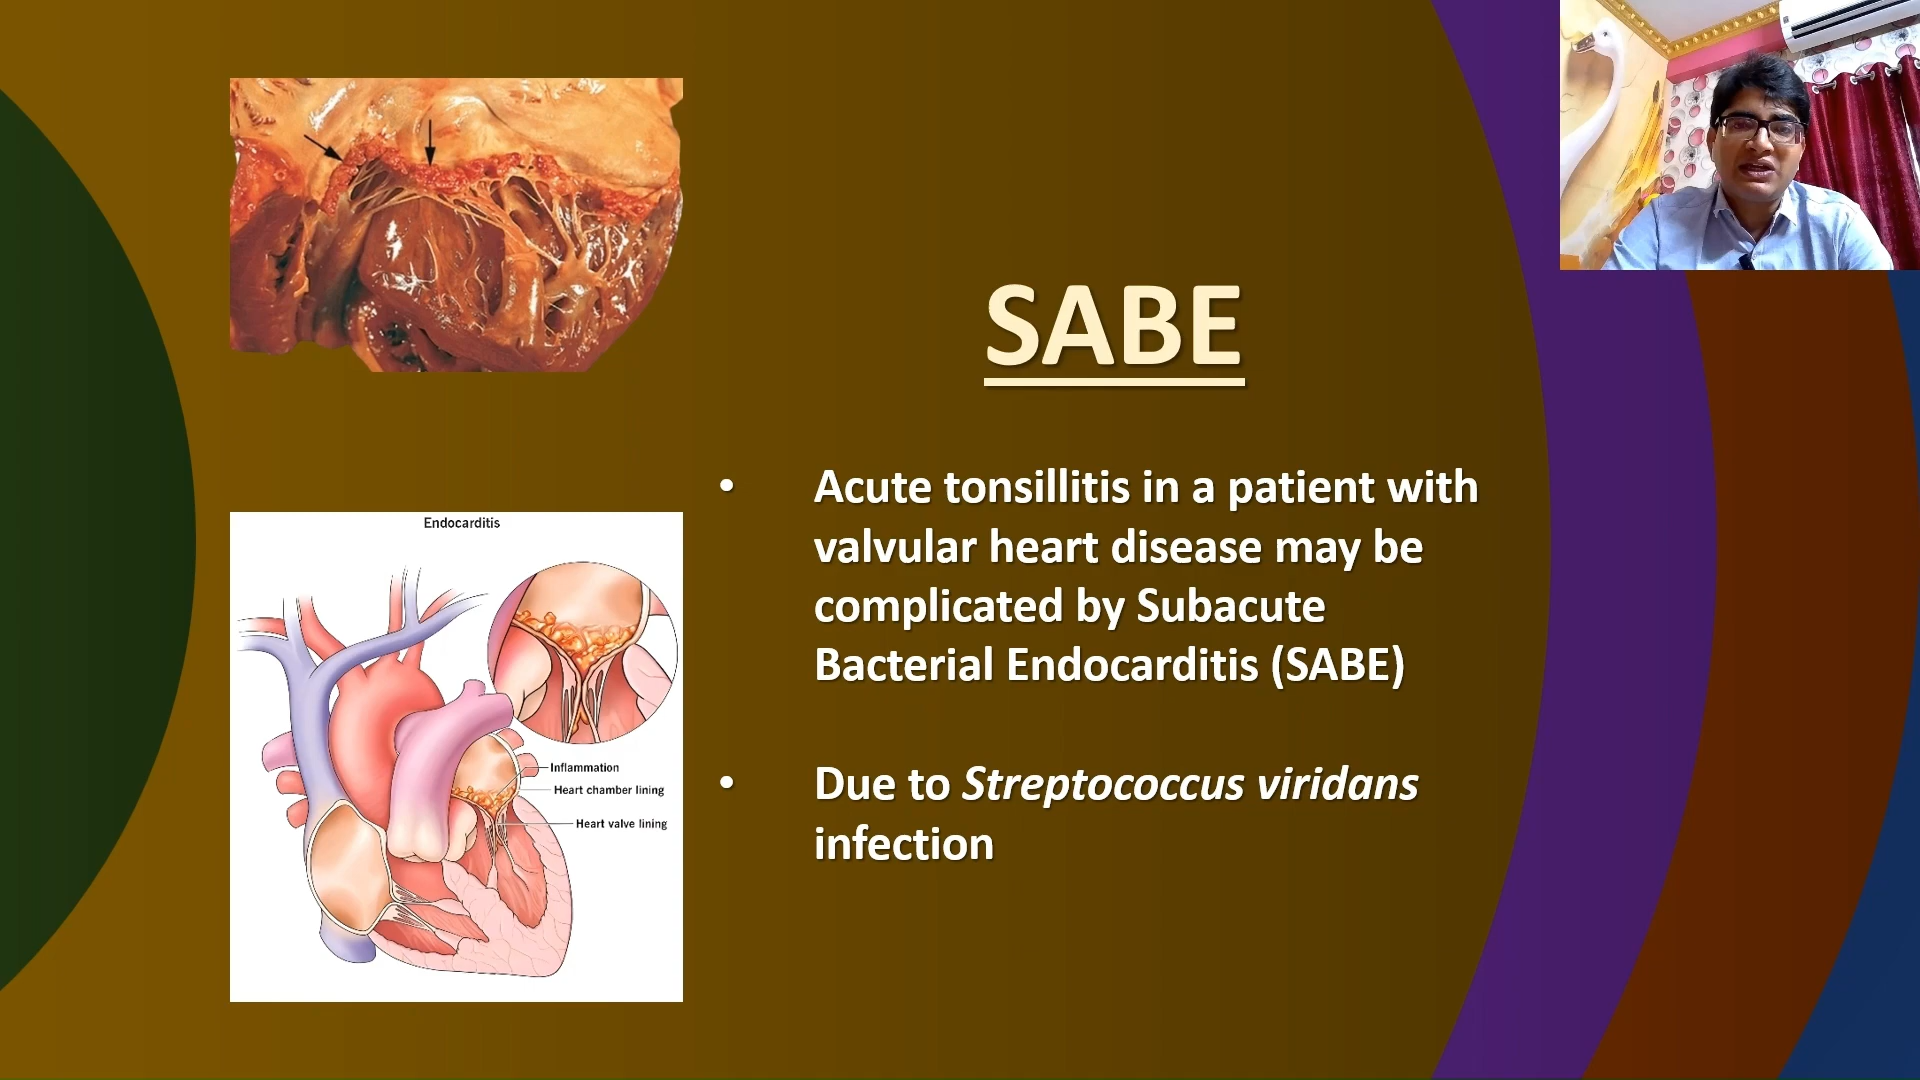 SABE
• Acute tonsillitis in a patient with
valvular heart disease may be
complicated by Subacute
Bacterial Endocarditis (SABE)
• Due to Streptococcus viridans
infection
Endocarditis
Inflammation
Heart chamber lining
Heart valve lining